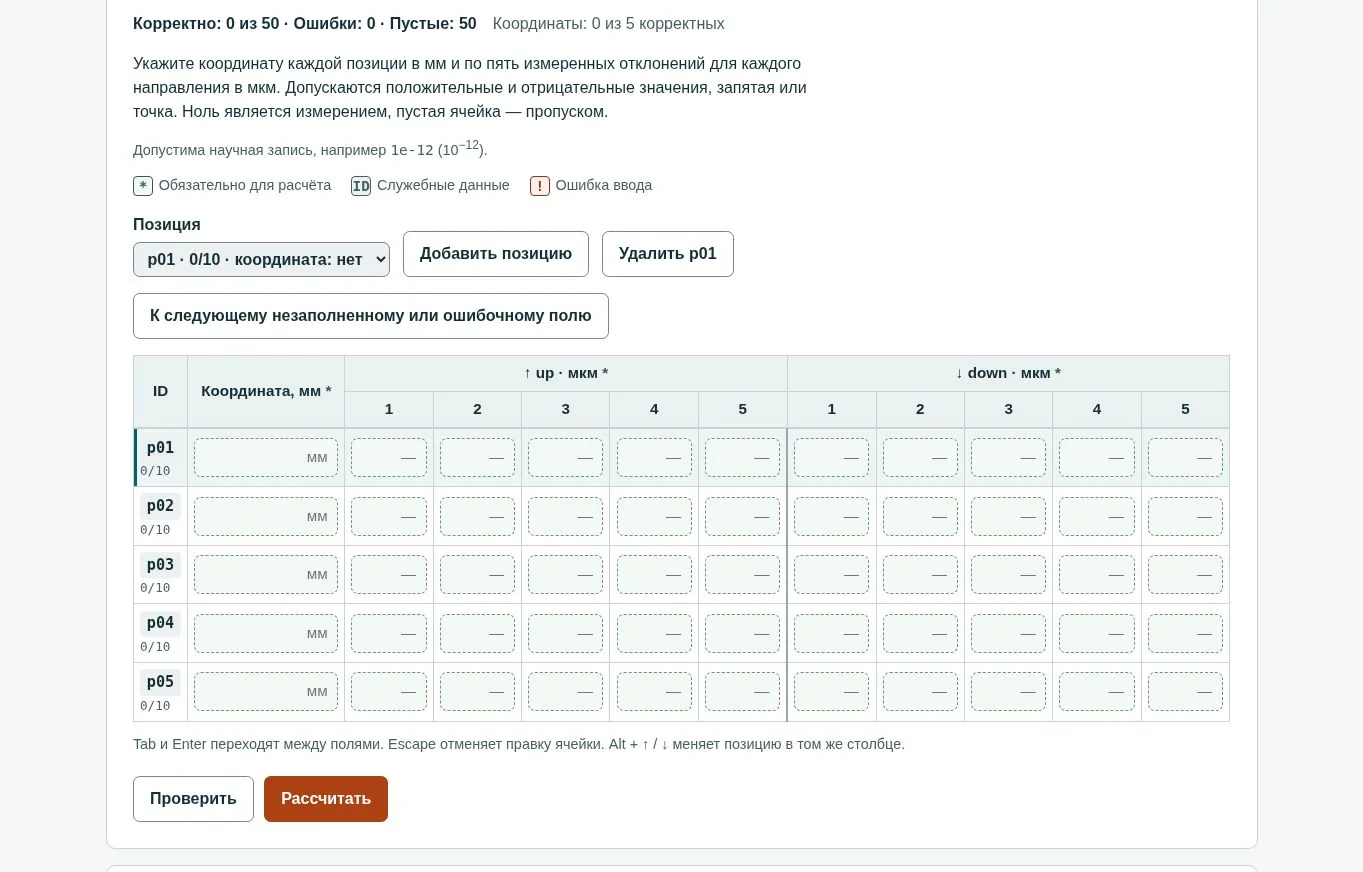 Корректно: 0 из 50 · Ошибки: 0 · Пустые: 50 Координаты: 0 из 5 корректных
Укажите координату каждой позиции в мм и по пять измеренных отклонений для каждого
направления в мкм. Допускаются положительные и отрицательные значения, запятая или
точка. Ноль является измерением, пустая ячейка — пропуском.
Допустима научная запись, например 1e-12 (10⁻¹²).
* Обязательно для расчёта ID Служебные данные ! Ошибка ввода
Позиция
p01 · 0/10 · координата: нет Добавить позицию Удалить p01
К следующему незаполненному или ошибочному полю
ID Координата, мм * ↑ up · мкм * ↓ down · мкм *
1 2 3 4 5 1 2 3 4 5
p01 мм — — — — — — — — — —
0/10
p02 мм — — — — — — — — — —
0/10
p03 мм — — — — — — — — — —
0/10
p04 мм — — — — — — — — — —
0/10
p05 мм — — — — — — — — — —
0/10
Tab и Enter переходят между полями. Escape отменяет правку ячейки. Alt + ↑ / ↓ меняет позицию в том же столбце.
Проверить Рассчитать